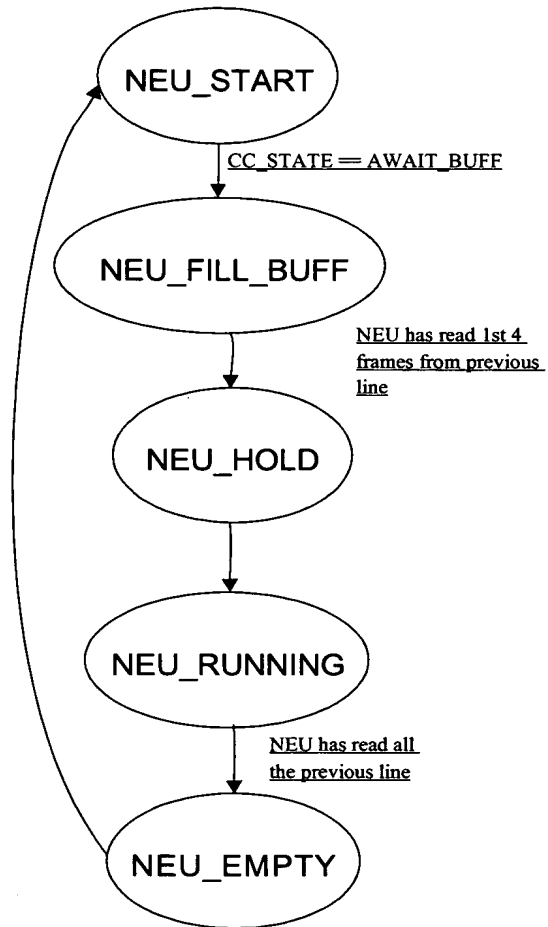 NEU_START
CC_STATE == AWAIT_BUFF
NEU_FILL_BUFF
NEU has read 1st 4
frames from previous
line
NEU_HOLD
NEU_RUNNING
NEU has read all
the previous line
NEU_EMPTY